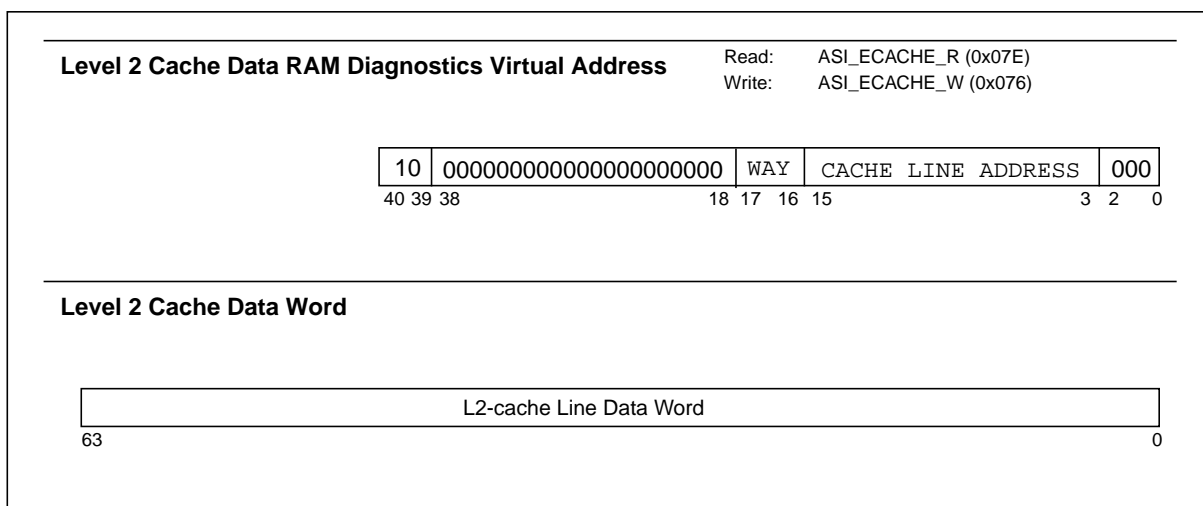 Level 2 Cache Data RAM Diagnostics Virtual Address
Read: ASI_ECACHE_R (0x07E)
Write: ASI_ECACHE_W (0x076)
10 000000000000000000000 WAY CACHE LINE ADDRESS 000
40 39 38 18 17 16 15 3 2 0
Level 2 Cache Data Word
L2-cache Line Data Word
63 0